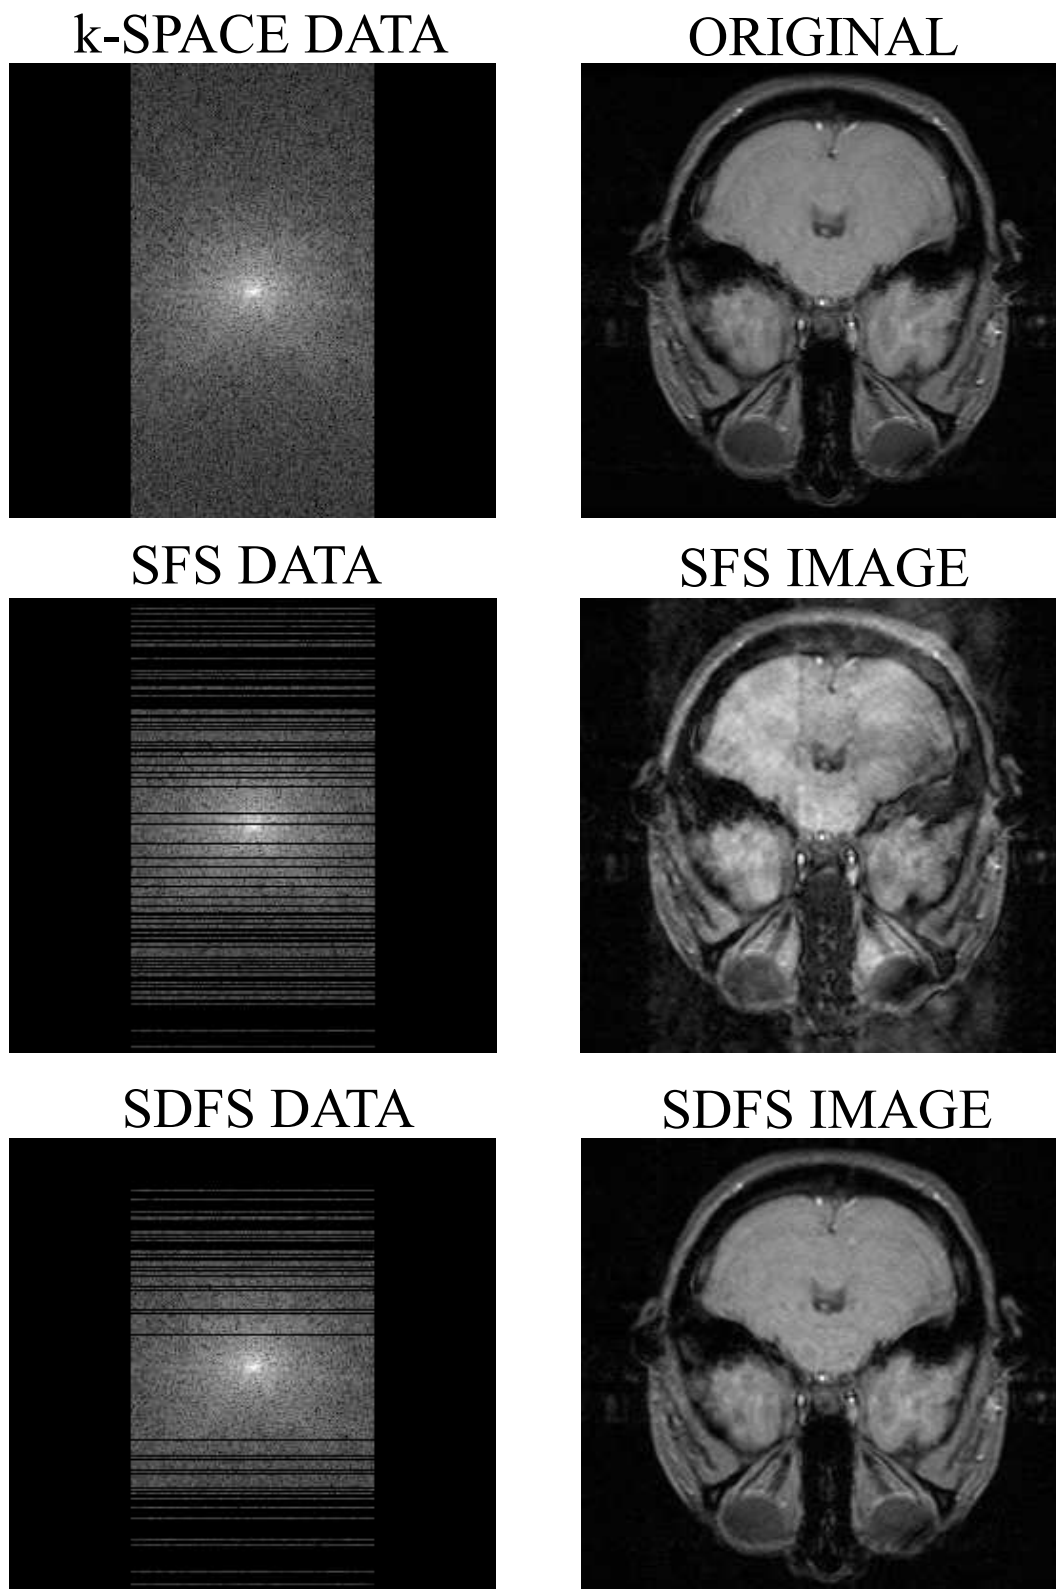 k-SPACE DATA
ORIGINAL
SFS DATA
SFS IMAGE
SDFS DATA
SDFS IMAGE